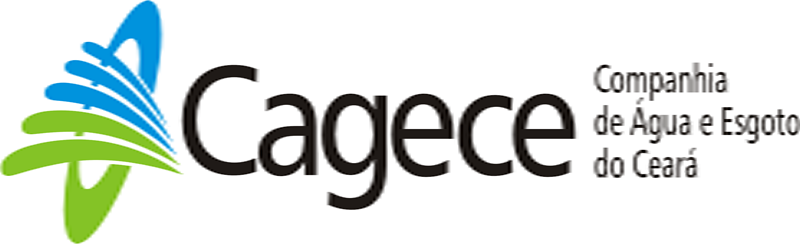 Cagece
Companhia
de Água e Esgoto
do Ceará